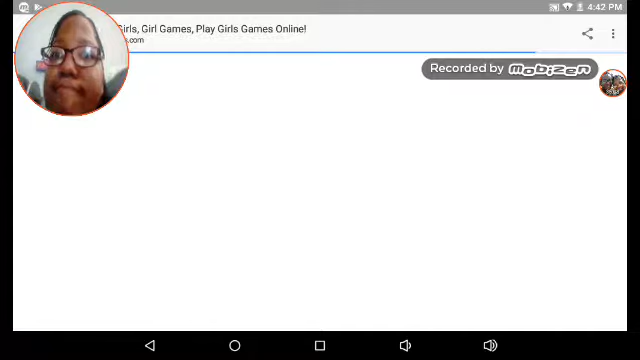 4:42 PM
Girls, Girl Games, Play Girls Games Online!
.com
Recorded by mobizen